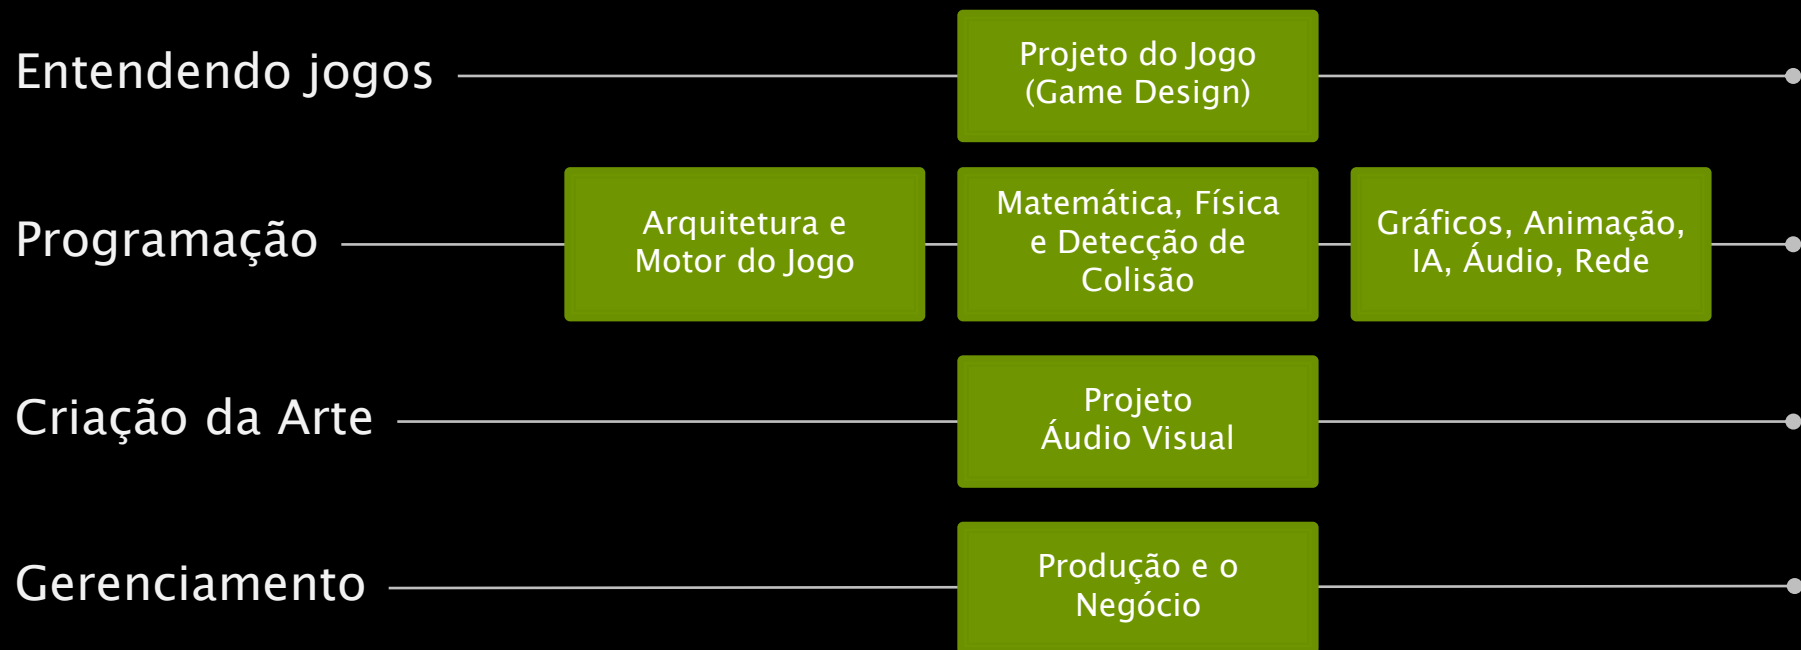 Entendendo jogos
Projeto do Jogo
(Game Design)
Programação
Arquitetura e
Motor do Jogo
Matemática, Física
e Detecção de
Colisão
Gráficos, Animação,
IA, Áudio, Rede
Criação da Arte
Projeto
Áudio Visual
Gerenciamento
Produção e o
Negócio